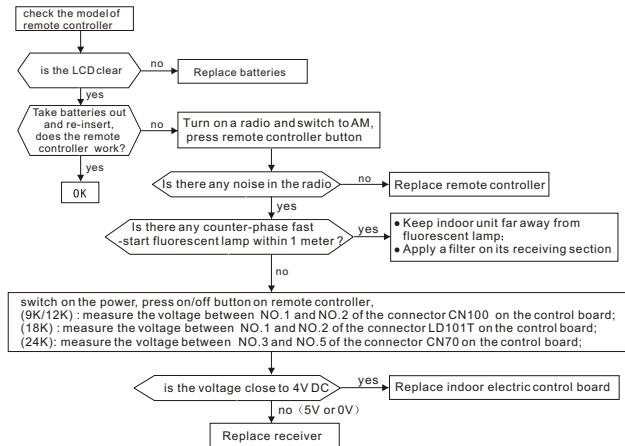 check the model of
remote controller
is the LCD clear
no
Replace batteries
yes
Take batteries out
and re-insert,
does the remote
controller work?
no
Turn on a radio and switch to AM,
press remote controller button
yes
OK
Is there any noise in the radio
no
Replace remote controller
yes
Is there any counter-phase fast
-start fluorescent lamp within 1 meter ?
yes
● Keep indoor unit far away from
fluorescent lamp;
● Apply a filter on its receiving section
no
switch on the power, press on/off button on remote controller,
(9K/12K) : measure the voltage between NO.1 and NO.2 of the connector CN100 on the control board;
(18K) : measure the voltage between NO.1 and NO.2 of the connector LD101T on the control board;
(24K): measure the voltage between NO.3 and NO.5 of the connector CN70 on the control board;
is the voltage close to 4V DC
yes
Replace indoor electric control board
no（5V or 0V）
Replace receiver